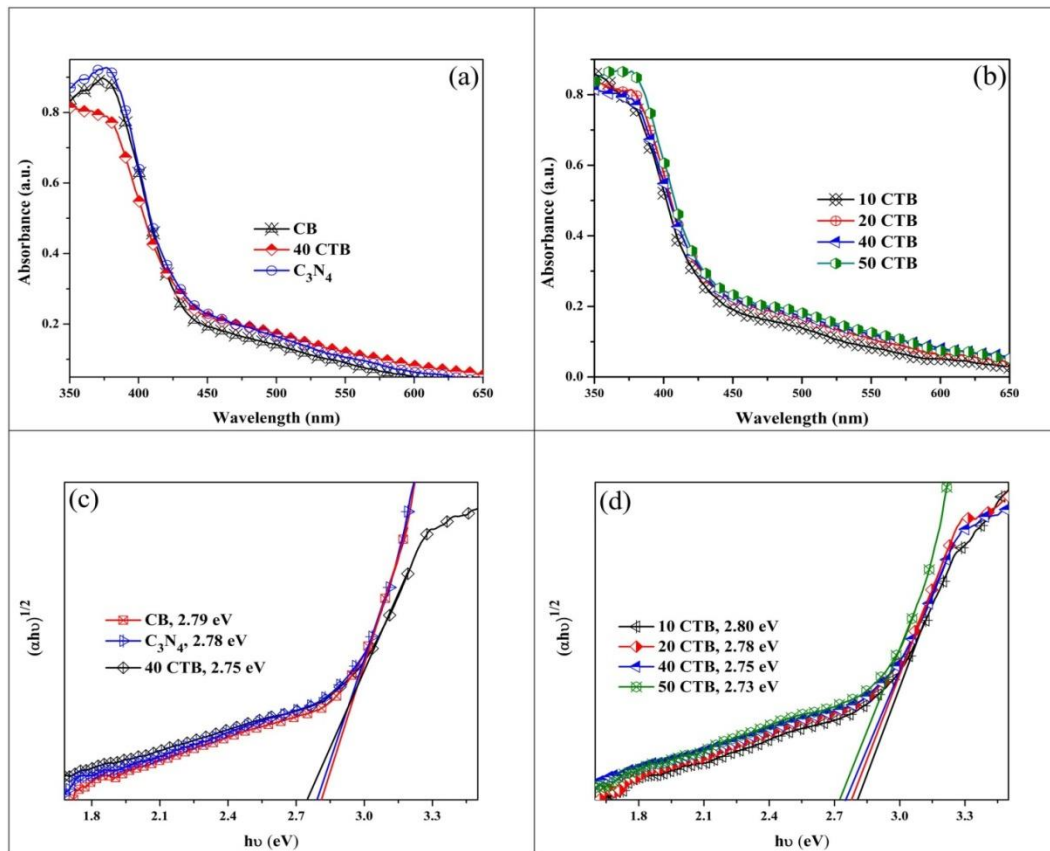 (a)
Absorbance (a.u.)
0.8
0.6
0.4
0.2
CB
40 CTB
C₃N₄
350 400 450 500 550 600 650
Wavelength (nm)
(b)
Absorbance (a.u.)
0.8
0.6
0.4
0.2
0.0
10 CTB
20 CTB
40 CTB
50 CTB
350 400 450 500 550 600 650
Wavelength (nm)
(c)
(αhυ)¹/²
CB, 2.79 eV
C₃N₄, 2.78 eV
40 CTB, 2.75 eV
1.8 2.1 2.4 2.7 3.0 3.3
hυ (eV)
(d)
(αhυ)¹/²
10 CTB, 2.80 eV
20 CTB, 2.78 eV
40 CTB, 2.75 eV
50 CTB, 2.73 eV
1.8 2.1 2.4 2.7 3.0 3.3
hυ (eV)